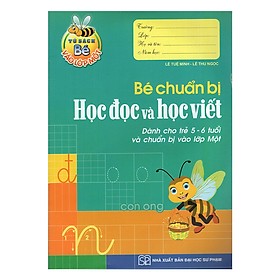 TỦ SÁCH
Bé
VÀO LỚP MỘT
Trường:
Lớp:
Họ và tên:
Năm học:
LÊ TUỆ MINH - LÊ THU NGỌC
Bé chuẩn bị
Học đọc và học viết
Dành cho trẻ 5 - 6 tuổi
và chuẩn bị vào lớp Một
đ o
con ong
n
NHÀ XUẤT BẢN ĐẠI HỌC SƯ PHẠM